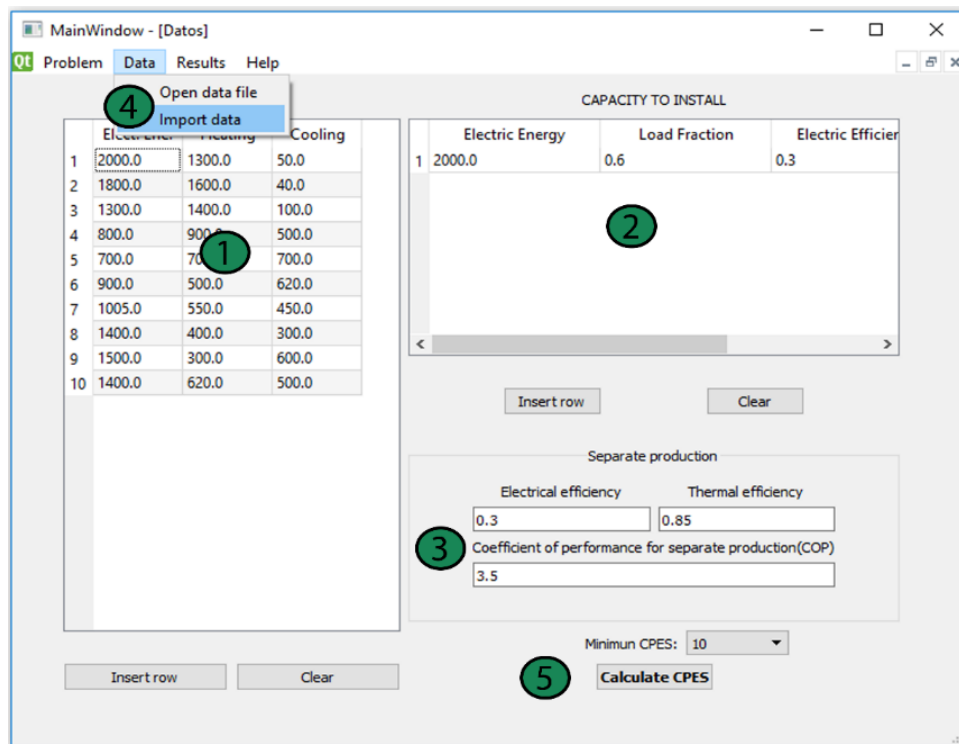 MainWindow - [Datos]
Qt Problem Data Results Help
Open data file
4
Import data
CAPACITY TO INSTALL
Cooling
Electric Energy Load Fraction Electric Efficier
1 2000.0 1300.0 50.0
1 2000.0 0.6 0.3
2 1800.0 1600.0 40.0
3 1300.0 1400.0 100.0
4 800.0 900 500.0
1
2
5 700.0 70 700.0
6 900.0 500.0 620.0
7 1005.0 550.0 450.0
8 1400.0 400.0 300.0
9 1500.0 300.0 600.0
10 1400.0 620.0 500.0
Insert row Clear
Separate production
Electrical efficiency Thermal efficiency
0.3 0.85
3
Coefficient of performance for separate production(COP)
3.5
Minimun CPES: 10
Insert row Clear
5
Calculate CPES